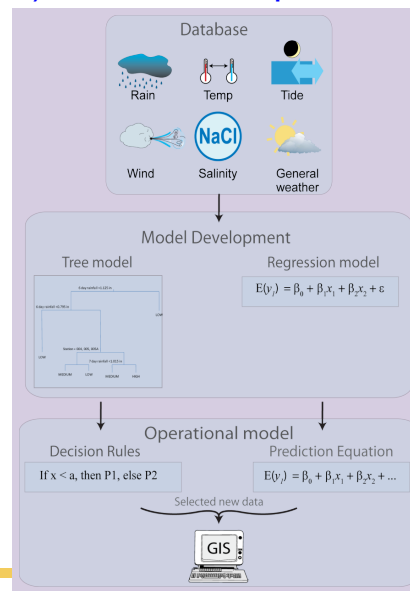 Database
Rain Temp Tide
NaCl
Wind Salinity General
weather
Model Development
Tree model Regression model
E(yᵢ) = β₀ + β₁x₁ + β₂x₂ + ε
LOW
LOW
MEDIUM LOW MEDIUM HIGH
Operational model
Decision Rules Prediction Equation
If x < a, then P1, else P2 E(yᵢ) = β₀ + β₁x₁ + β₂x₂ + ...
Selected new data
GIS